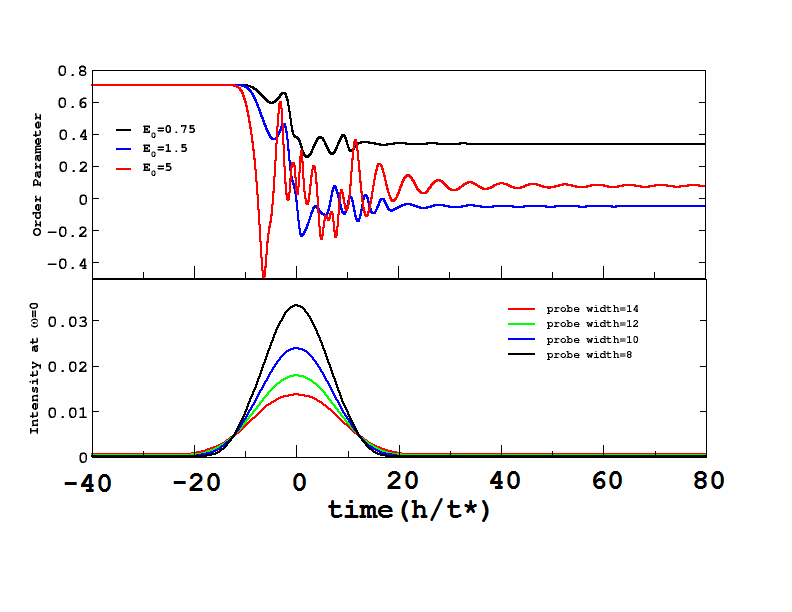 0.8
0.6
0.4
0.2
0
-0.2
-0.4
Order Parameter
E0=0.75
E0=1.5
E0=5
0.03
0.02
0.01
0
Intensity at ω=0
probe width=14
probe width=12
probe width=10
probe width=8
-40 -20 0 20 40 60 80
time(h/t*)